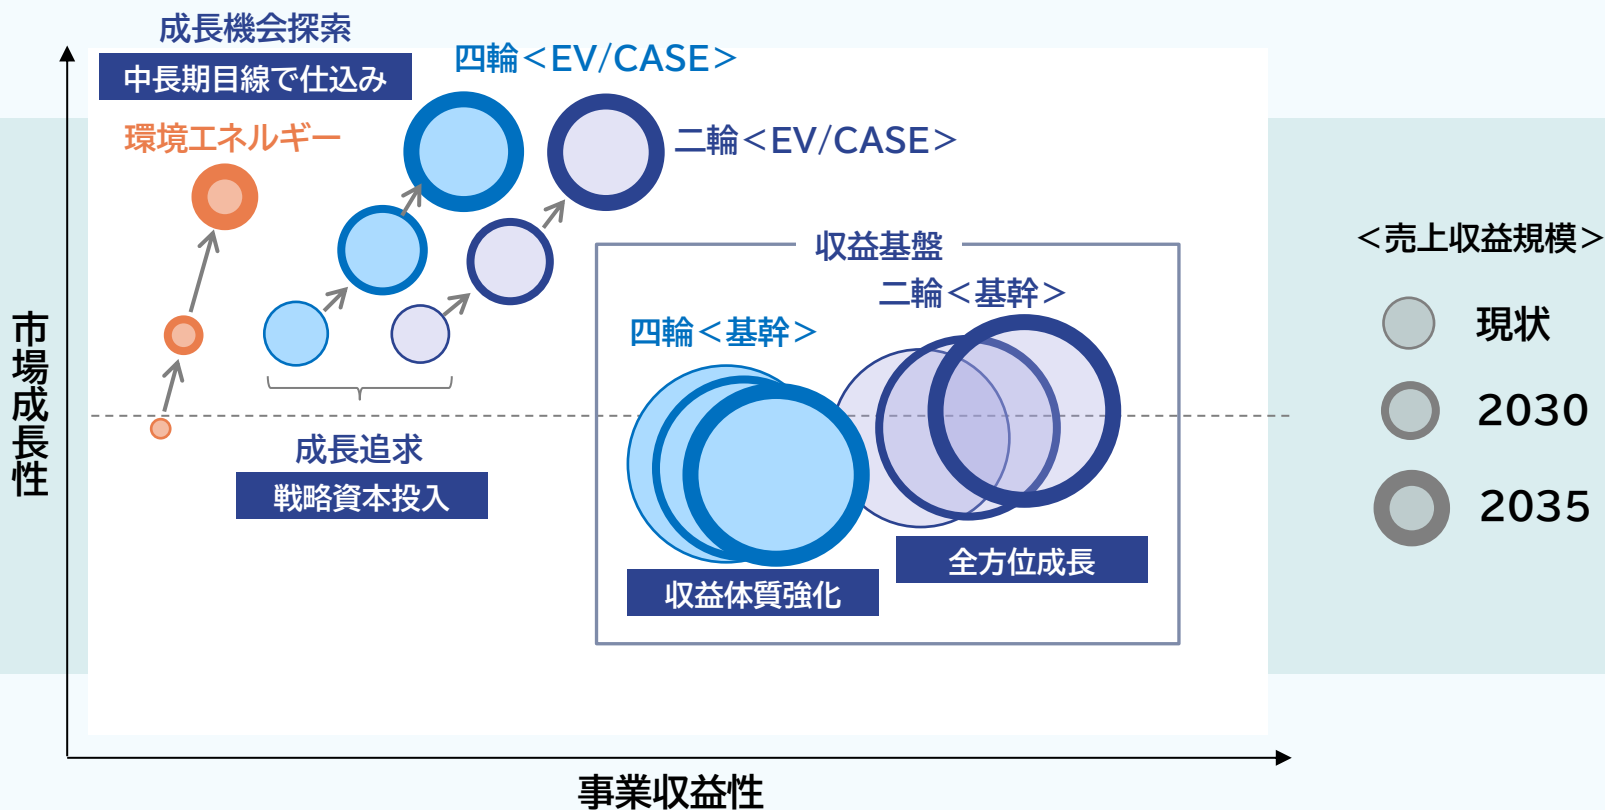 成長機会探索
中長期目線で仕込み
四輪＜EV/CASE＞
環境エネルギー
二輪＜EV/CASE＞
収益基盤
二輪＜基幹＞
四輪＜基幹＞
成長追求
戦略資本投入
全方位成長
収益体質強化
市場成長性
事業収益性
＜売上収益規模＞
現状
2030
2035